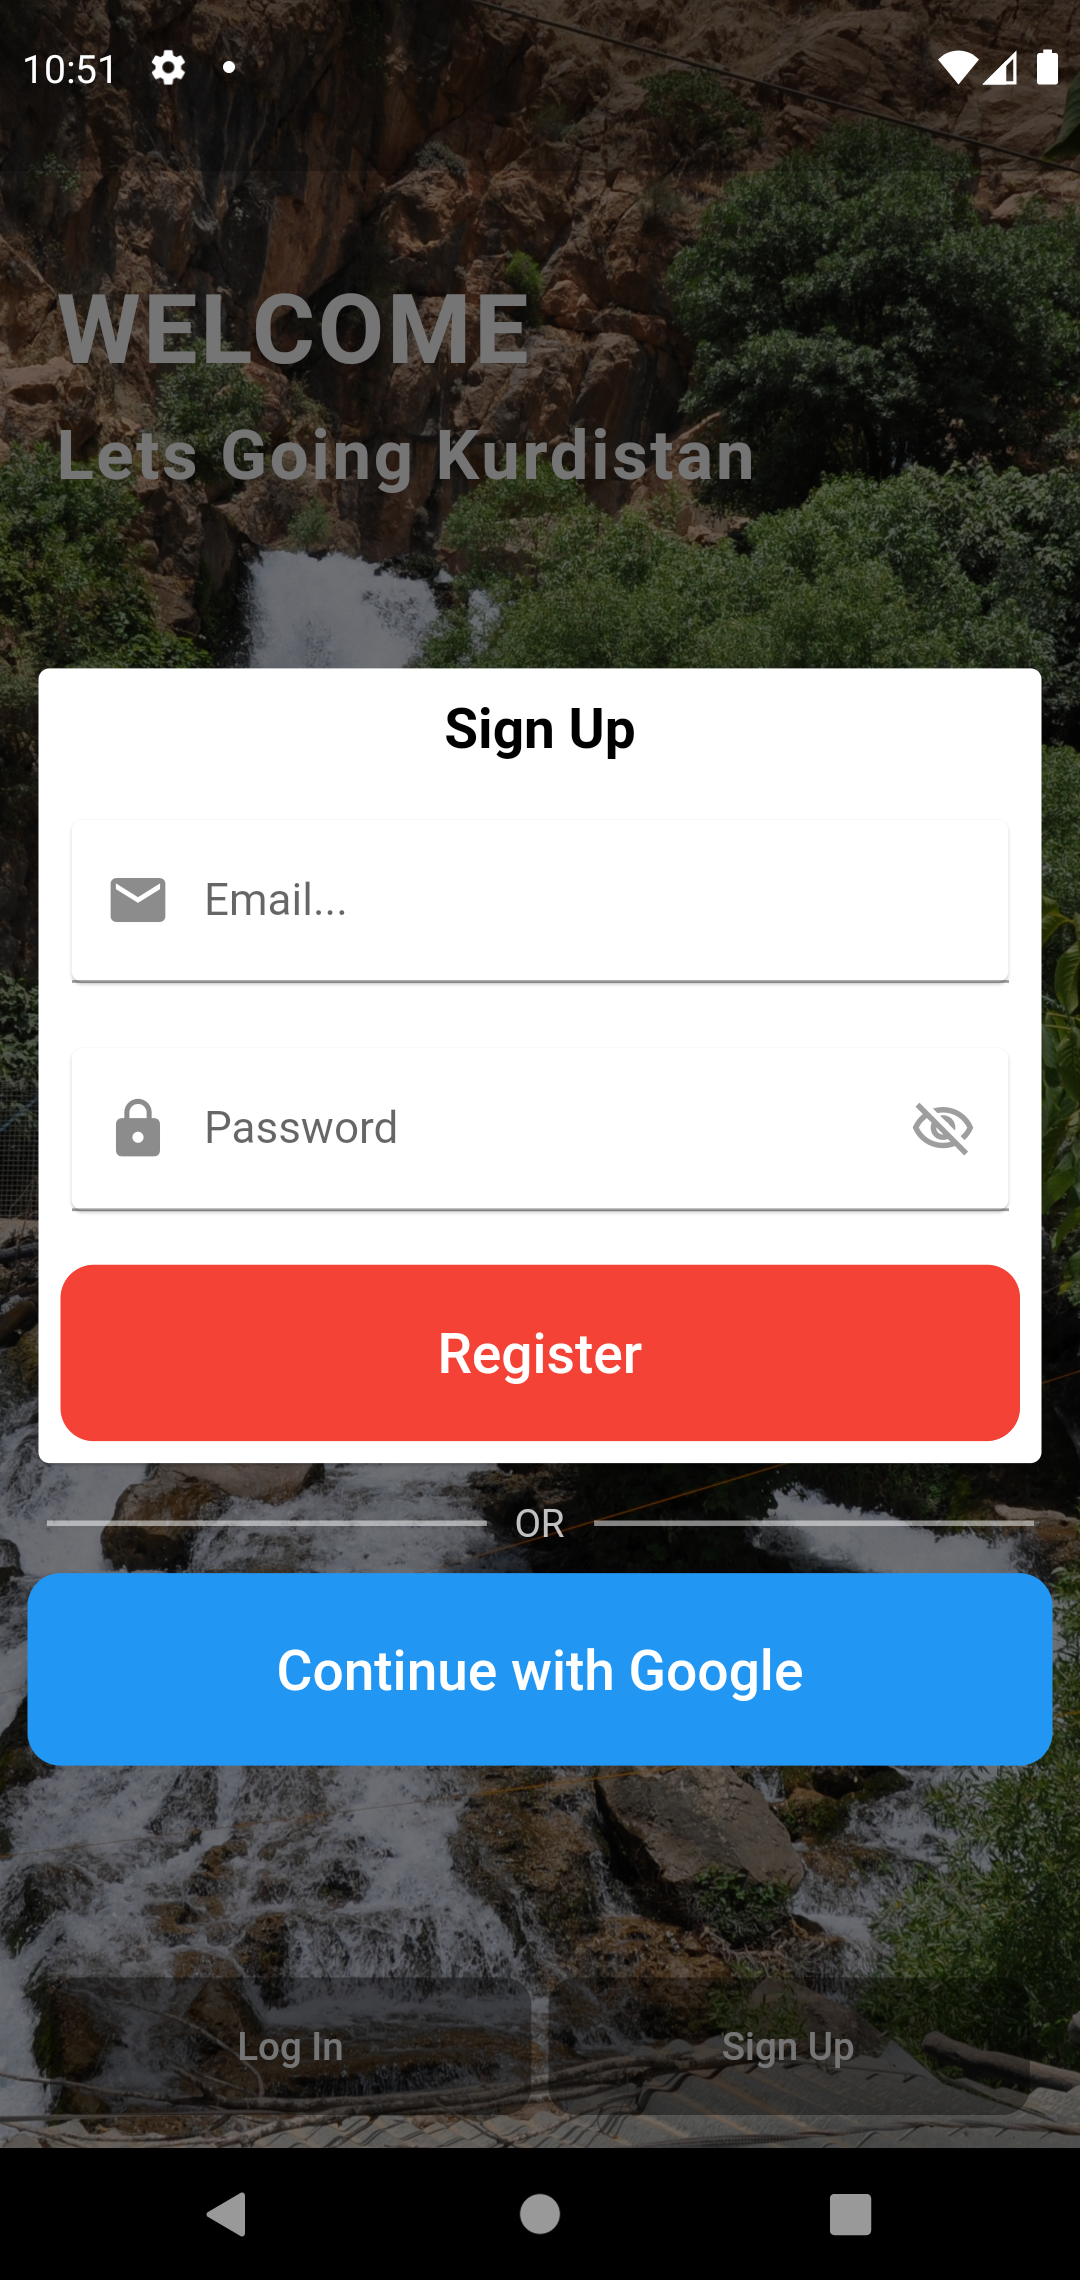 10:51
WELCOME
Lets Going Kurdistan
Sign Up
Email...
Password
Register
OR
Continue with Google
Log In
Sign Up